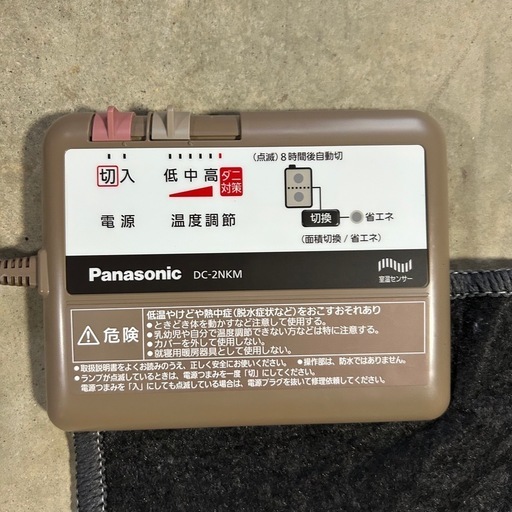 (点滅) 8時間後自動切
切入 低中高 ダニ対策
電源 温度調節
切換 省エネ
(面積切換/省エネ)
Panasonic DC-2NKM
室温センサー
危険
低温やけどや熱中症(脱水症状など)をおこすおそれあり
●ときどき体を動かすなど注意して使用する。
●乳幼児や自分で温度調節できない方などは特に注意する。
●カバーを外して使用しない。
●就寝用暖房器具として使用しない。
●取扱説明書をよくお読みのうえ、正しく安全にお使いください。 ●操作部は、防水ではありません。
●ランプが点滅しているときは、電源つまみを一度「切」にしてください。
電源つまみを「入」にしても点滅している場合は、電源プラグを抜いて修理依頼してください。